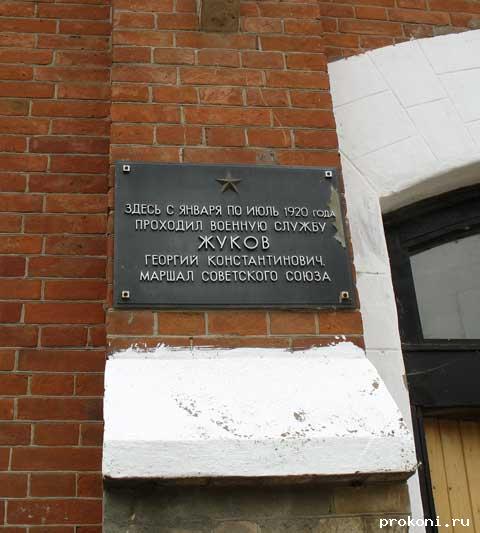 ЗДЕСЬ С ЯНВАРЯ ПО ИЮЛЬ 1920 ГОДА
ПРОХОДИЛ ВОЕННУЮ СЛУЖБУ
ЖУКОВ
ГЕОРГИЙ КОНСТАНТИНОВИЧ.
МАРШАЛ СОВЕТСКОГО СОЮЗА
prokoni.ru